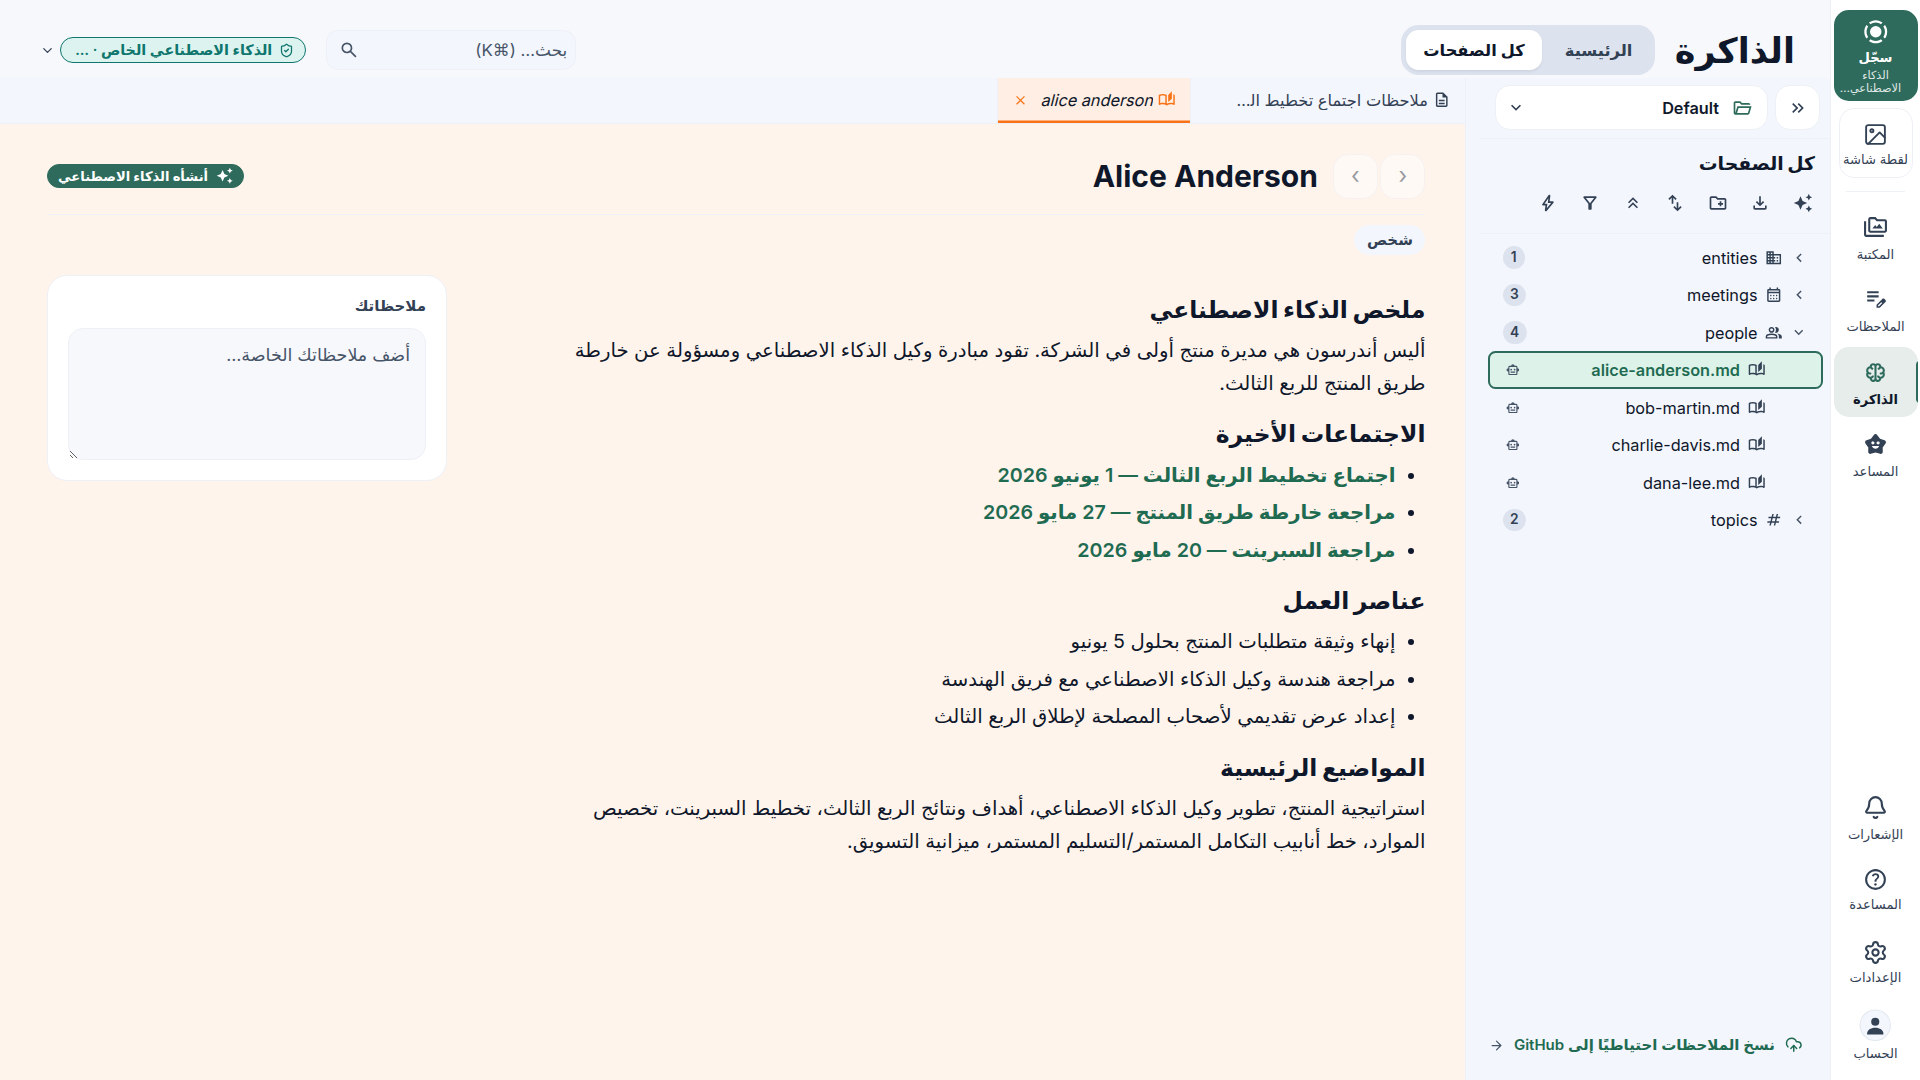 سجّل
الذكاء
الاصطناعي...
لقطة شاشة
المكتبة
الملاحظات
الذاكرة
المساعد
الإشعارات
المساعدة
الإعدادات
الحساب
الذاكرة
الرئيسية
كل الصفحات
بحث... (⌘K)
الذكاء الاصطناعي الخاص · ...
Default
كل الصفحات
entities 1
meetings 3
people 4
alice-anderson.md
bob-martin.md
charlie-davis.md
dana-lee.md
topics 2
نسخ الملاحظات احتياطيًا إلى GitHub
ملاحظات اجتماع تخطيط الـ...
alice anderson
Alice Anderson
أنشأه الذكاء الاصطناعي
شخص
ملخص الذكاء الاصطناعي
أليس أندرسون هي مديرة منتج أولى في الشركة. تقود مبادرة وكيل الذكاء الاصطناعي ومسؤولة عن خارطة
طريق المنتج للربع الثالث.
الاجتماعات الأخيرة
اجتماع تخطيط الربع الثالث — 1 يونيو 2026
مراجعة خارطة طريق المنتج — 27 مايو 2026
مراجعة السبرينت — 20 مايو 2026
عناصر العمل
إنهاء وثيقة متطلبات المنتج بحلول 5 يونيو
مراجعة هندسة وكيل الذكاء الاصطناعي مع فريق الهندسة
إعداد عرض تقديمي لأصحاب المصلحة لإطلاق الربع الثالث
المواضيع الرئيسية
استراتيجية المنتج، تطوير وكيل الذكاء الاصطناعي، أهداف ونتائج الربع الثالث، تخطيط السبرينت، تخصيص
الموارد، خط أنابيب التكامل المستمر/التسليم المستمر، ميزانية التسويق.
ملاحظاتك
أضف ملاحظاتك الخاصة...